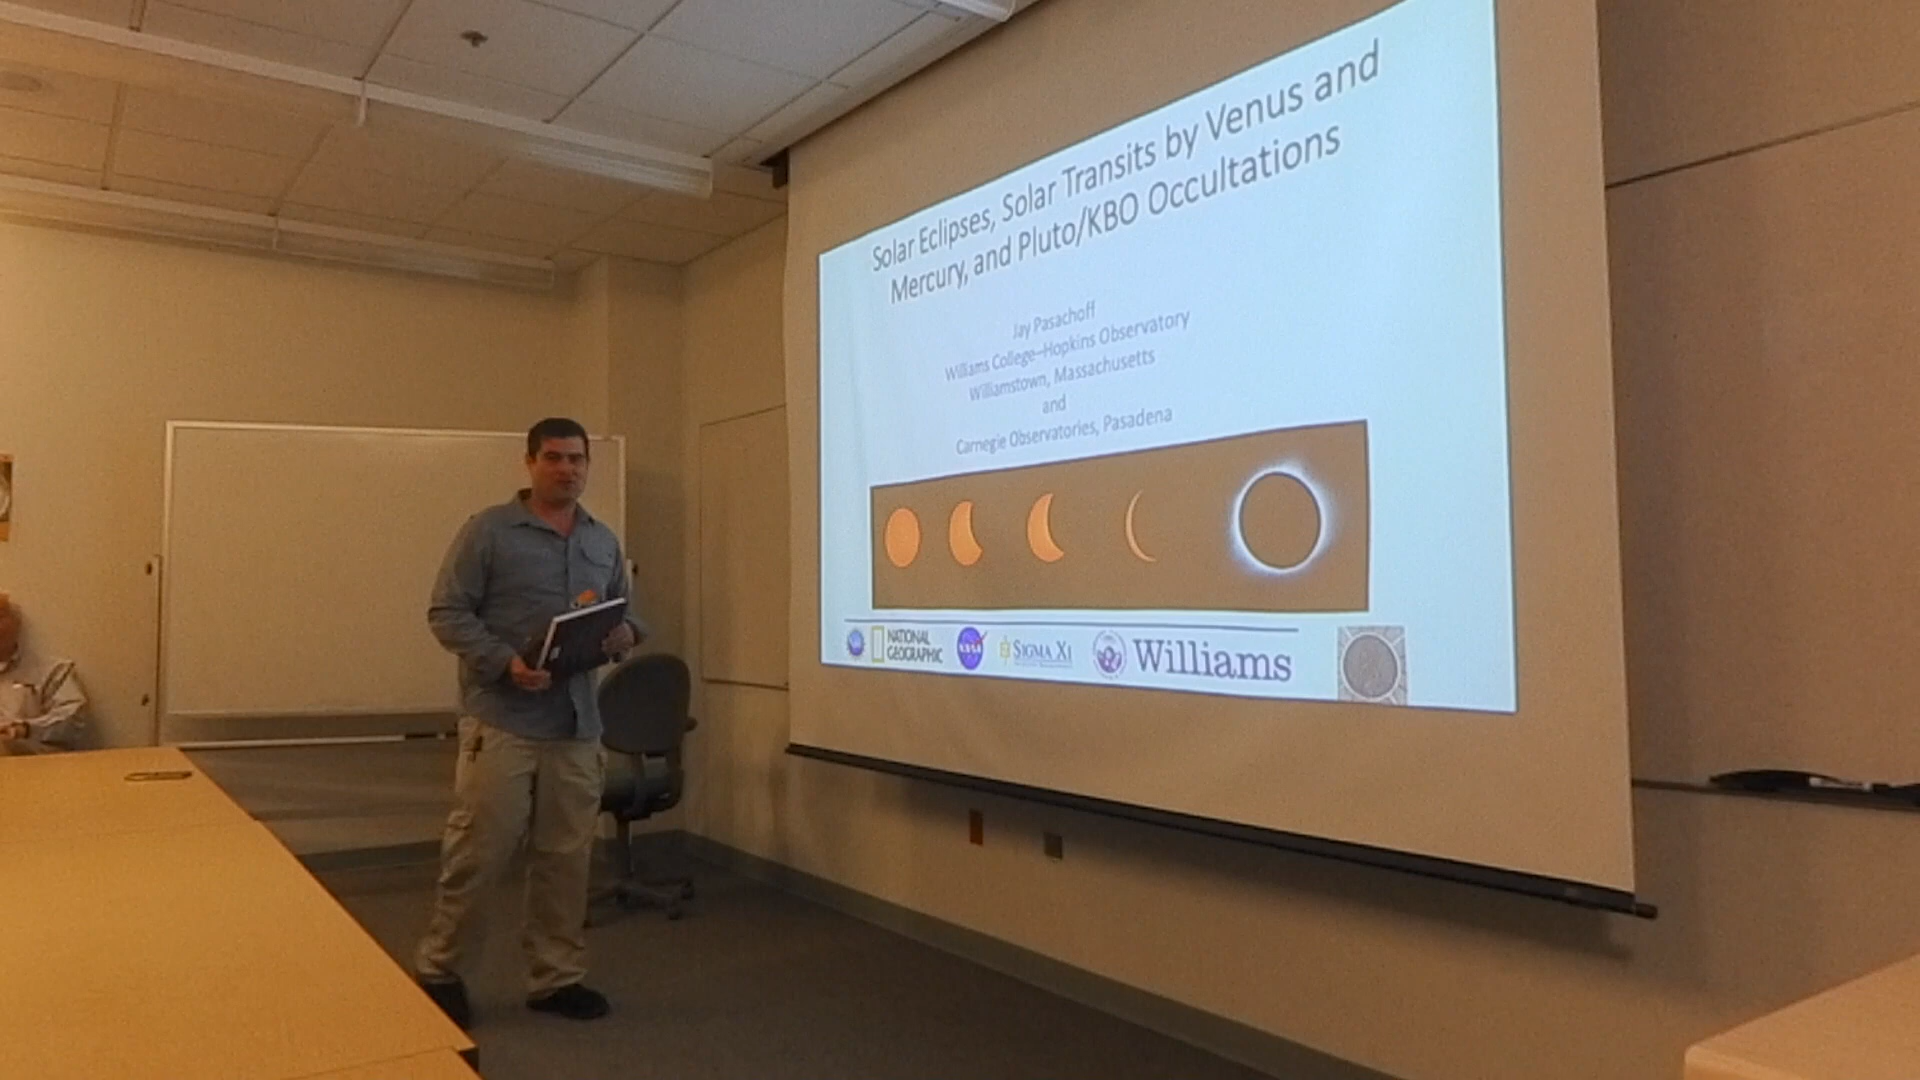 Solar Eclipses, Solar Transits by Venus and
Mercury, and Pluto/KBO Occultations
Jay Pasachoff
Williams College–Hopkins Observatory
Williamstown, Massachusetts
and
Carnegie Observatories, Pasadena
NATIONAL
GEOGRAPHIC
NASA
SIGMA XI
Williams